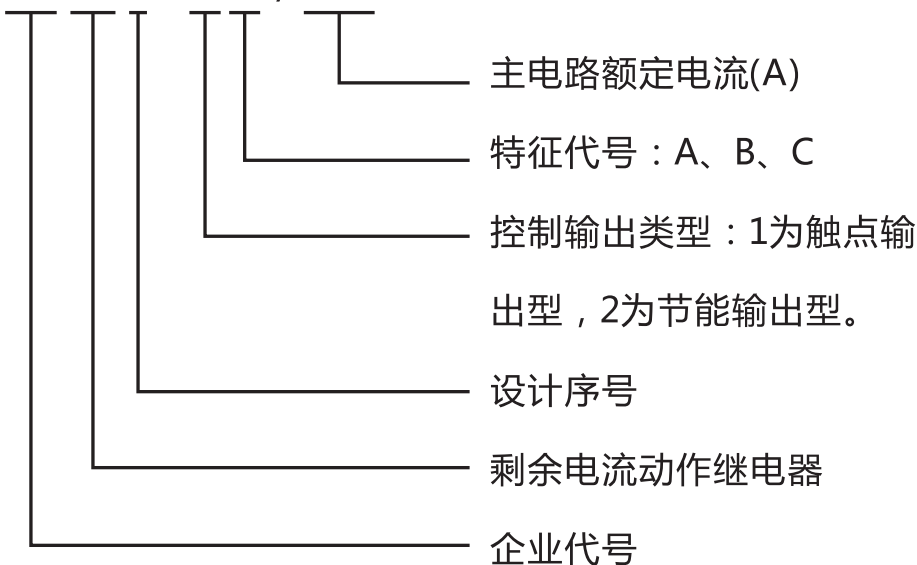 主电路额定电流(A)
特征代号：A、B、C
控制输出类型：1为触点输
出型，2为节能输出型。
设计序号
剩余电流动作继电器
企业代号